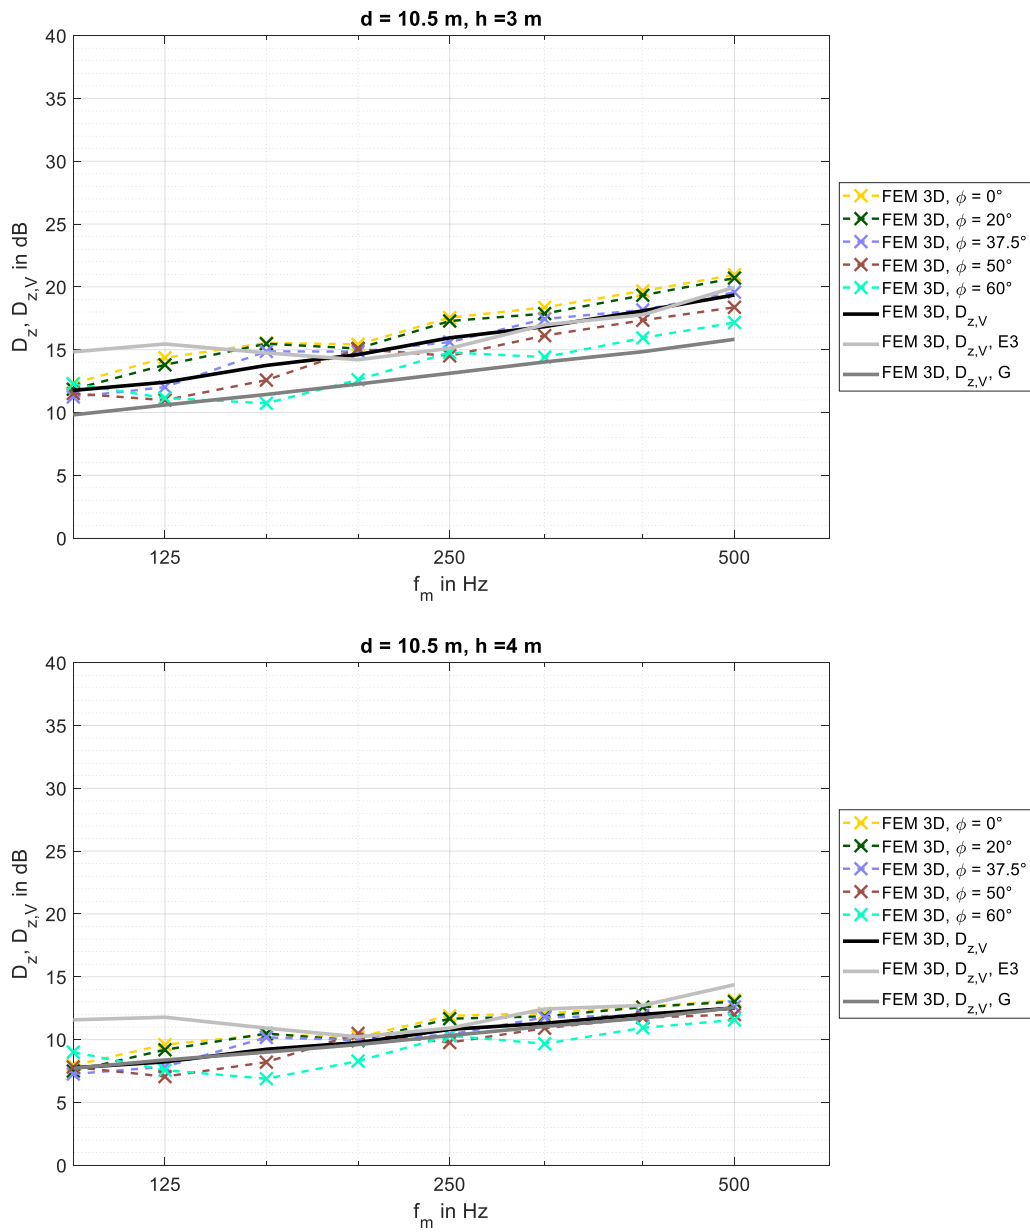 d = 10.5 m, h =3 m
40
35
30
25
20
15
10
5
0
D_z, D_z,V in dB
125
250
500
f_m in Hz
FEM 3D, ϕ = 0°
FEM 3D, ϕ = 20°
FEM 3D, ϕ = 37.5°
FEM 3D, ϕ = 50°
FEM 3D, ϕ = 60°
FEM 3D, D_z,V
FEM 3D, D_z,V, E3
FEM 3D, D_z,V, G
d = 10.5 m, h =4 m
40
35
30
25
20
15
10
5
0
D_z, D_z,V in dB
125
250
500
f_m in Hz
FEM 3D, ϕ = 0°
FEM 3D, ϕ = 20°
FEM 3D, ϕ = 37.5°
FEM 3D, ϕ = 50°
FEM 3D, ϕ = 60°
FEM 3D, D_z,V
FEM 3D, D_z,V, E3
FEM 3D, D_z,V, G